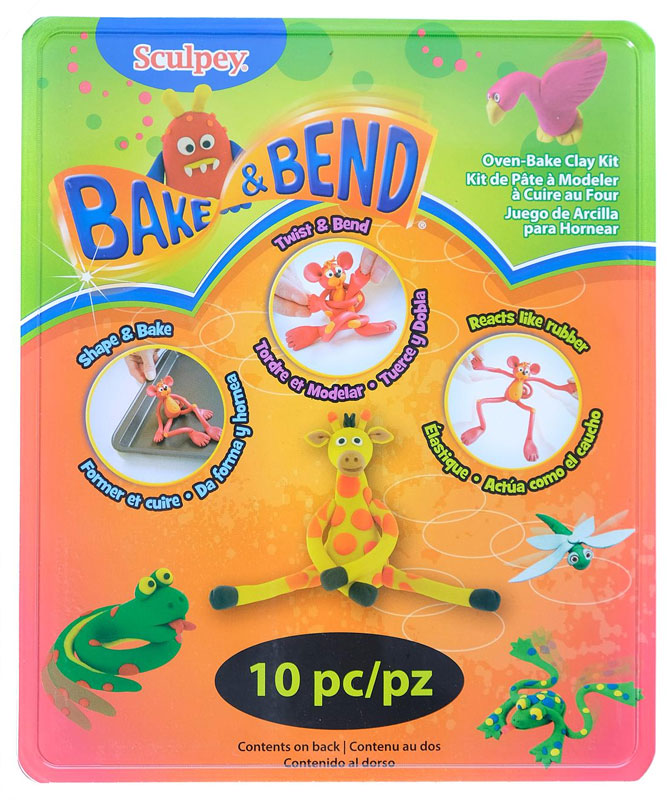 Sculpey®
BAKE & BEND®
Oven-Bake Clay Kit
Kit de Pâte à Modeler
à Cuire au Four
Juego de Arcilla
para Hornear
Twist & Bend
Tordre et Modelar • Tuerce y Dobla
Shape & Bake
Former et cuire • Da forma y hornea
Reacts like rubber
Élastique • Actúa como el caucho
10 pc/pz
Contents on back | Contenu au dos
Contenido al dorso